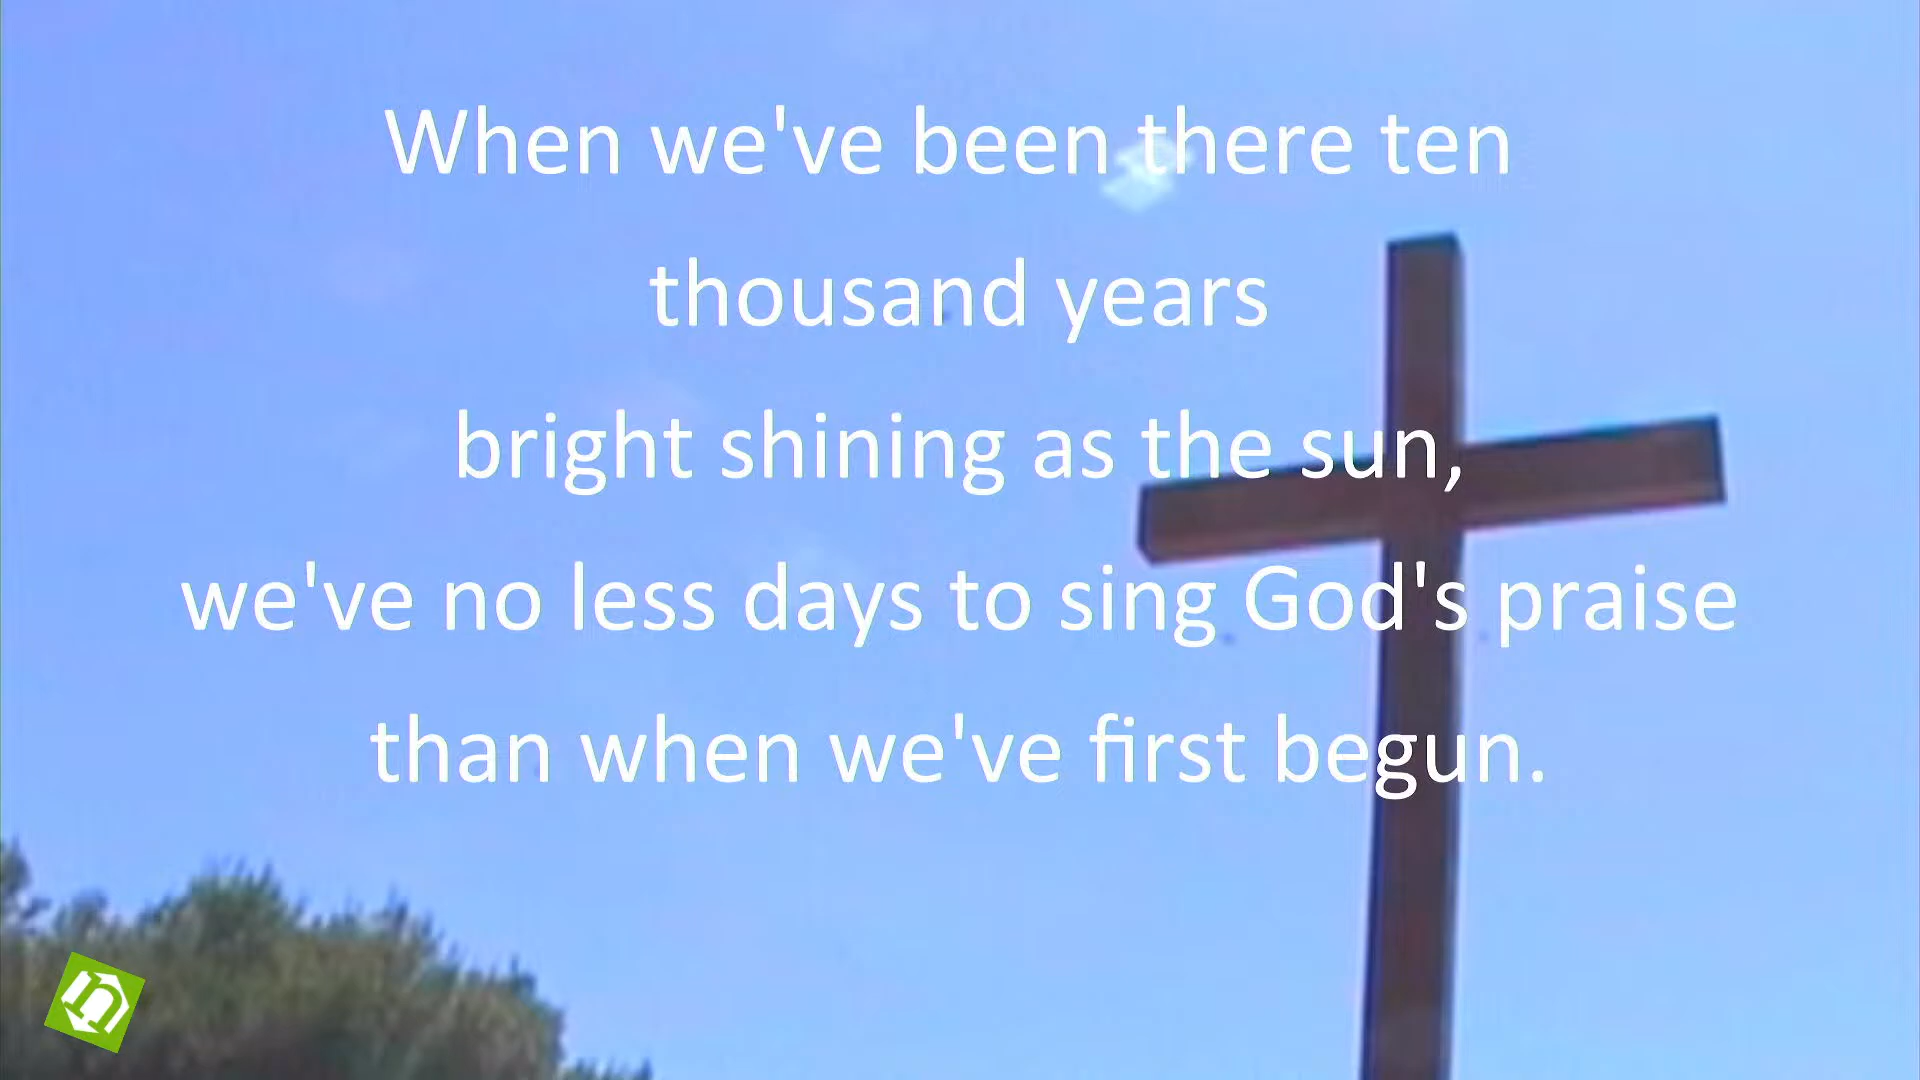 When we've been there ten
thousand years
bright shining as the sun,
we've no less days to sing God's praise
than when we've first begun.